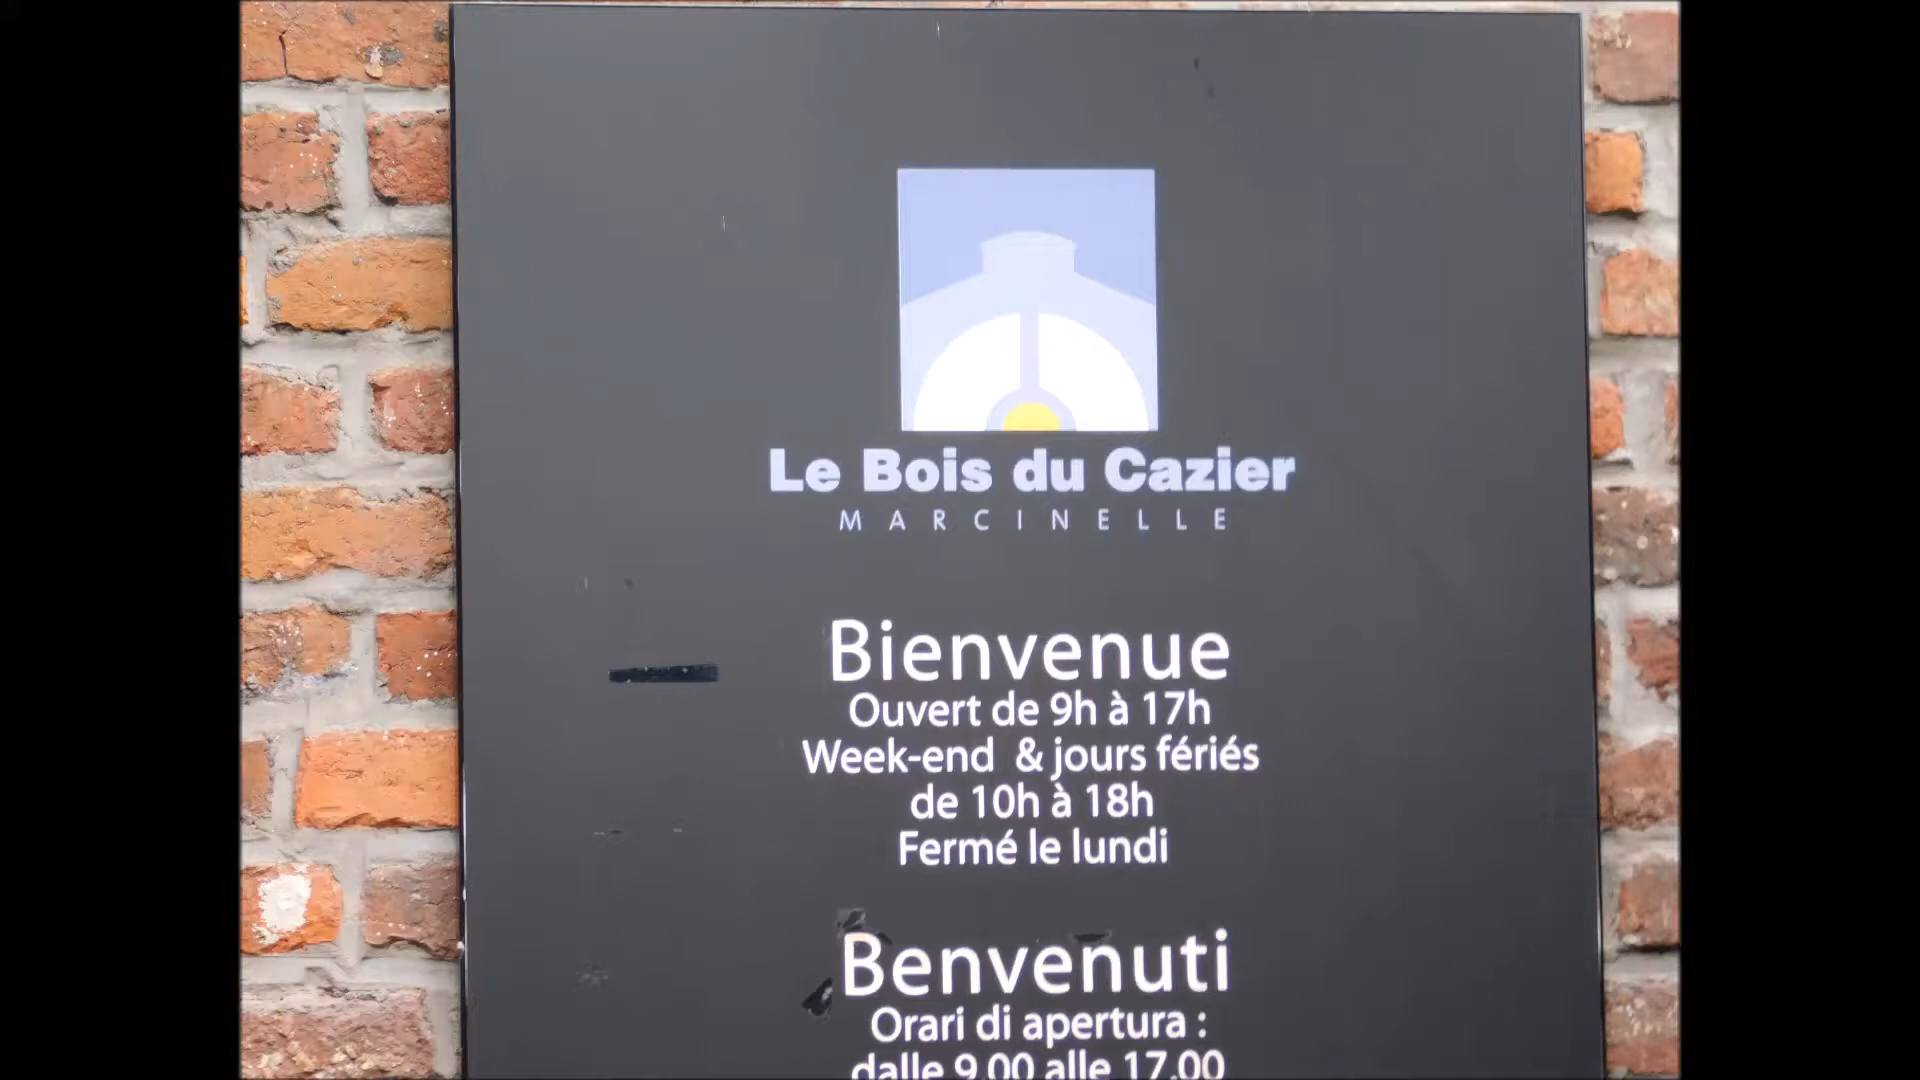 Le Bois du Cazier
MARCINELLE
Bienvenue
Ouvert de 9h à 17h
Week-end & jours fériés
de 10h à 18h
Fermé le lundi
Benvenuti
Orari di apertura :
dalle 9.00 alle 17.00